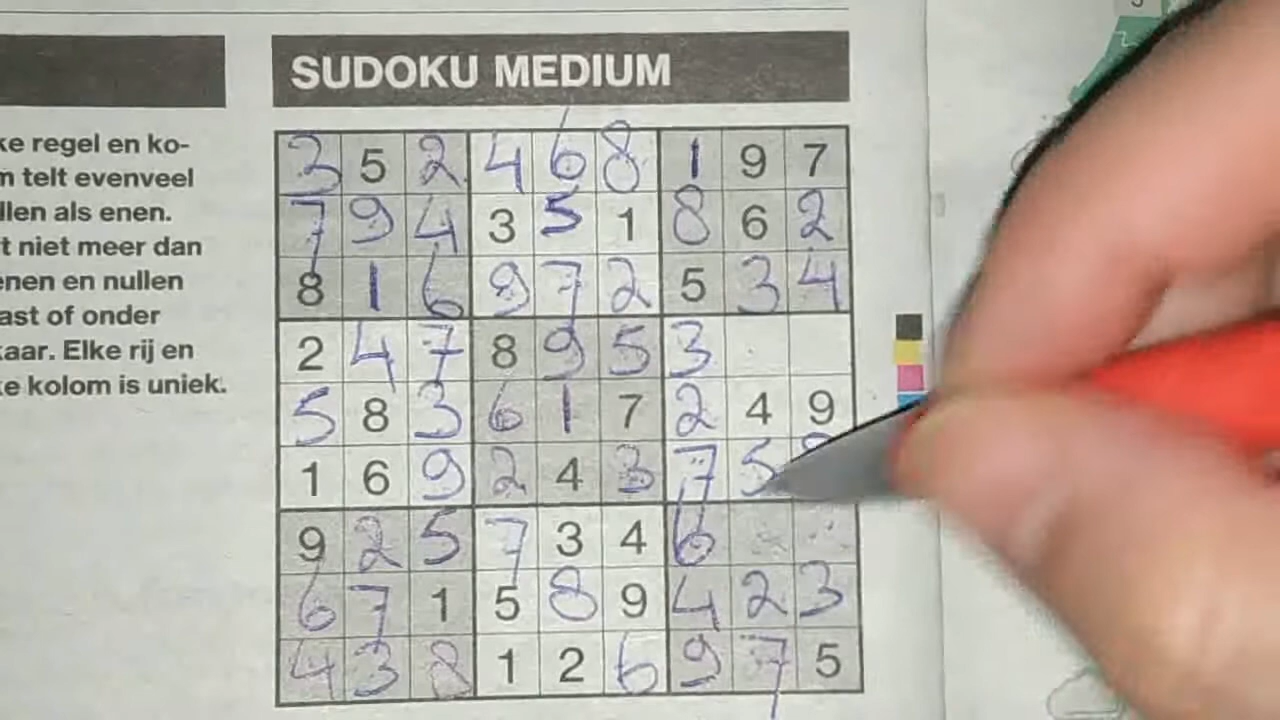 SUDOKU MEDIUM
ke regel en ko-
m telt evenveel
llen als enen.
t niet meer dan
enen en nullen
ast of onder
kaar. Elke rij en
ke kolom is uniek.
3 5 2 4 6 8 1 9 7
7 9 4 3 5 1 8 6 2
8 1 6 9 7 2 5 3 4
2 4 7 8 9 5 3
5 8 3 6 1 7 2 4 9
1 6 9 2 4 3 7 5
9 2 5 7 3 4 6
6 7 1 5 8 9 4 2 3
4 3 8 1 2 6 9 7 5